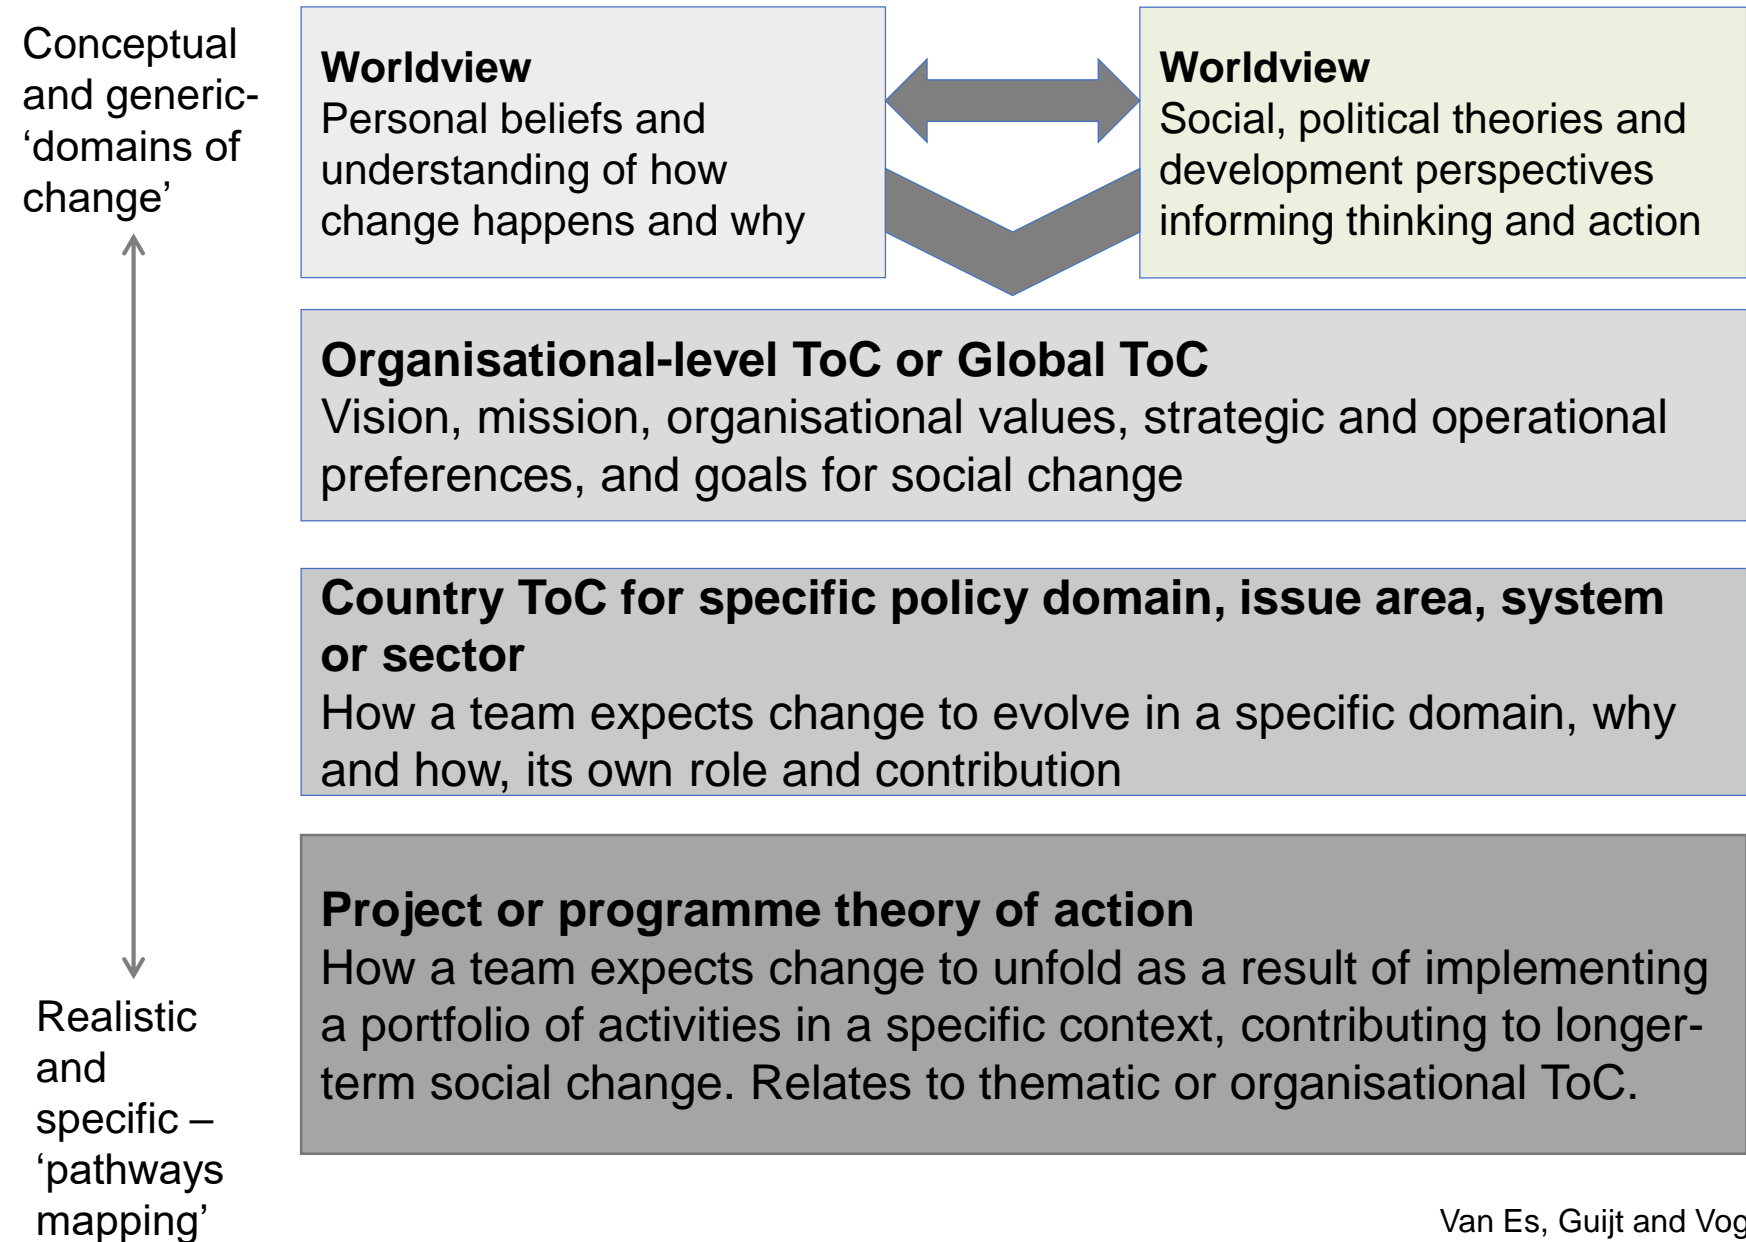 Conceptual
and generic-
‘domains of
change’
Worldview
Personal beliefs and
understanding of how
change happens and why
Worldview
Social, political theories and
development perspectives
informing thinking and action
Organisational-level ToC or Global ToC
Vision, mission, organisational values, strategic and operational
preferences, and goals for social change
Country ToC for specific policy domain, issue area, system
or sector
How a team expects change to evolve in a specific domain, why
and how, its own role and contribution
Project or programme theory of action
How a team expects change to unfold as a result of implementing
a portfolio of activities in a specific context, contributing to longer-
term social change. Relates to thematic or organisational ToC.
Realistic
and
specific –
‘pathways
mapping’
Van Es, Guijt and Vog